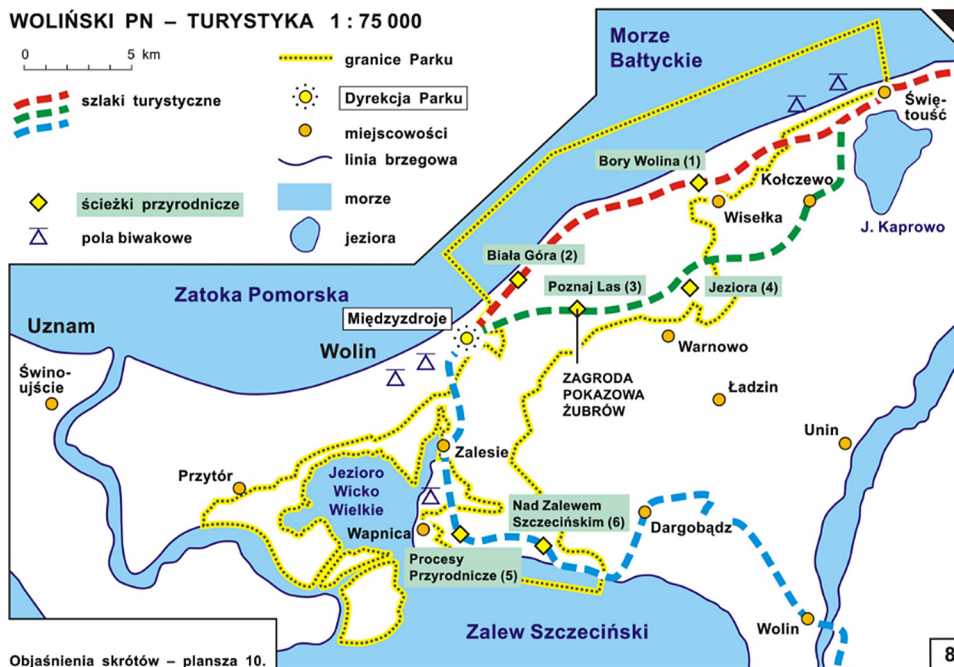 WOLIŃSKI PN – TURYSTYKA 1 : 75 000
0 5 km
szlaki turystyczne
ścieżki przyrodnicze
pola biwakowe
granice Parku
Dyrekcja Parku
miejscowości
linia brzegowa
morze
jeziora
Morze
Bałtyckie
Świę-
toušć
Bory Wolina (1)
Kołczewo
Wisełka
J. Kaprowo
Biała Góra (2)
Poznaj Las (3)
Jeziora (4)
Zatoka Pomorska
Międzyzdroje
Uznam
Wolin
Warnowo
ZAGRODA
POKAZOWA
ŻUBRÓW
Świno-
ujście
Ładzin
Unin
Zalesie
Przytór
Jezioro
Wicko
Wielkie
Nad Zalewem
Szczecińskim (6)
Dargobądz
Wapnica
Procesy
Przyrodnicze (5)
Wolin
Zalew Szczeciński
Objaśnienia skrótów – plansza 10.
8